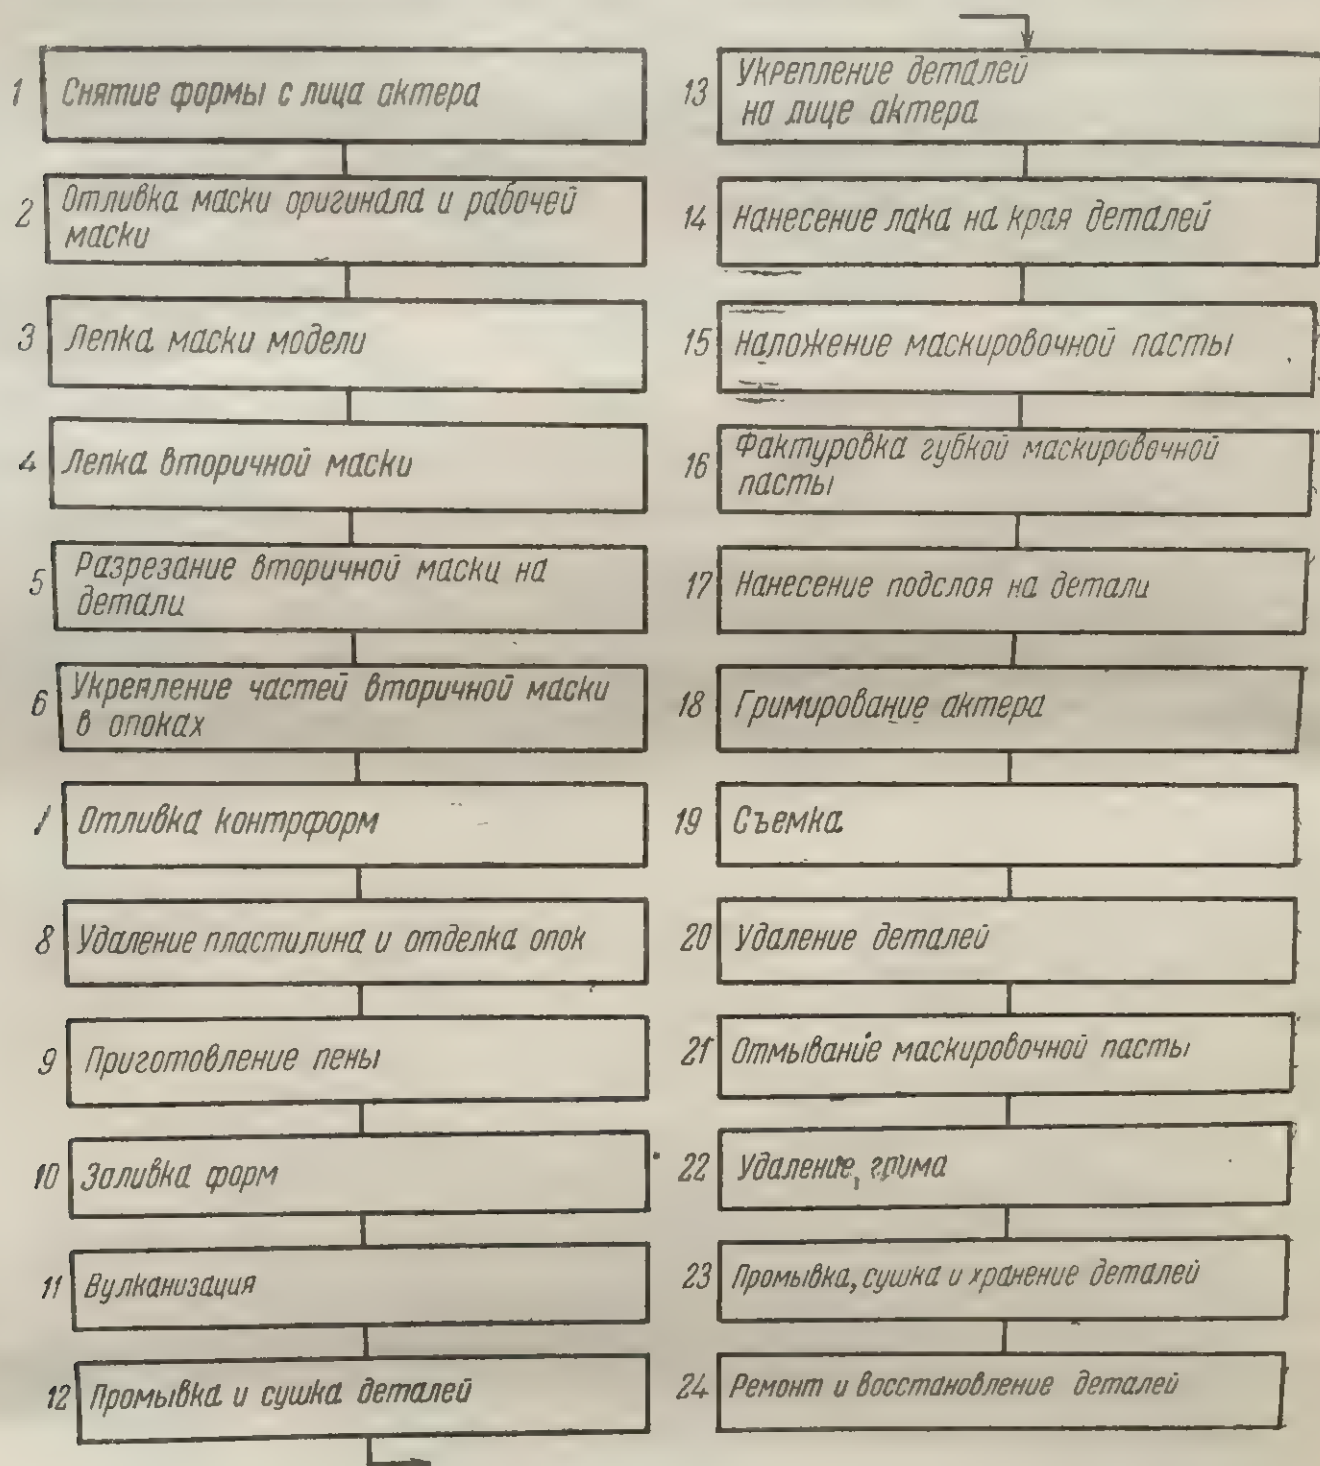 1 Снятие формы с лица актера
2 Отливка маски оригинала и рабочей
маски
3 Лепка маски модели
4 Лепка вторичной маски
5 Разрезание вторичной маски на
детали
6 Укрепление частей вторичной маски
в опоках
7 Отливка контрформ
8 Удаление пластилина и отделка опок
9 Приготовление пены
10 Заливка форм
11 Вулканизация
12 Промывка и сушка деталей
13 Укрепление деталей
на лице актера
14 Нанесение лака на края деталей
15 Наложение маскировочной пасты
16 Фактуровка губкой маскировочной
пасты
17 Нанесение подслоя на детали
18 Гримирование актера
19 Съемка
20 Удаление деталей
21 Отмывание маскировочной пасты
22 Удаление, грима
23 Промывка, сушка и хранение деталей
24 Ремонт и восстановление деталей